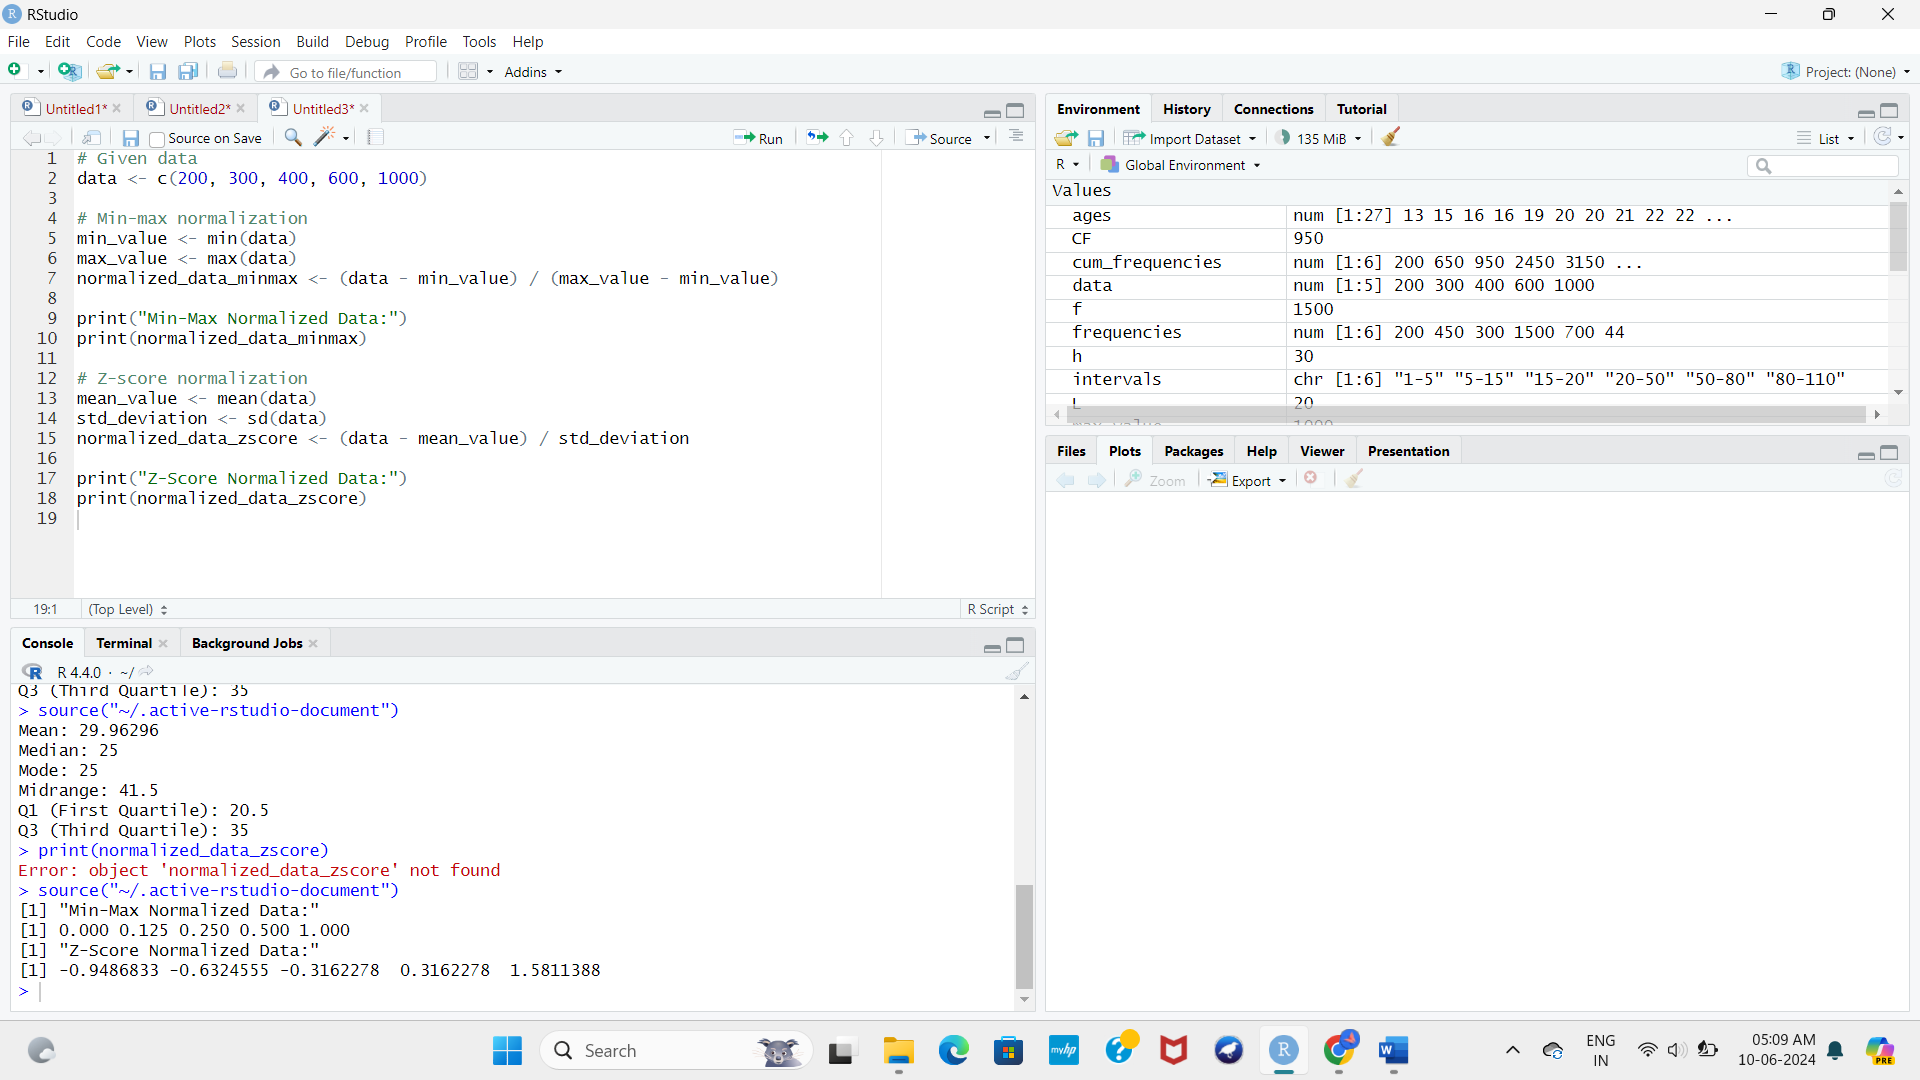 RStudio
File Edit Code View Plots Session Build Debug Profile Tools Help
Go to file/function Addins Project: (None)
Untitled1* Untitled2* Untitled3*
Source on Save Run Source
1 # Given data
2 data <- c(200, 300, 400, 600, 1000)
3
4 # Min-max normalization
5 min_value <- min(data)
6 max_value <- max(data)
7 normalized_data_minmax <- (data - min_value) / (max_value - min_value)
8
9 print("Min-Max Normalized Data:")
10 print(normalized_data_minmax)
11
12 # Z-score normalization
13 mean_value <- mean(data)
14 std_deviation <- sd(data)
15 normalized_data_zscore <- (data - mean_value) / std_deviation
16
17 print("Z-Score Normalized Data:")
18 print(normalized_data_zscore)
19
19:1 (Top Level) R Script
Console Terminal Background Jobs
R 4.4.0 · ~/
Q3 (Third Quartile): 35
> source("~/.active-rstudio-document")
Mean: 29.96296
Median: 25
Mode: 25
Midrange: 41.5
Q1 (First Quartile): 20.5
Q3 (Third Quartile): 35
> print(normalized_data_zscore)
Error: object 'normalized_data_zscore' not found
> source("~/.active-rstudio-document")
[1] "Min-Max Normalized Data:"
[1] 0.000 0.125 0.250 0.500 1.000
[1] "Z-Score Normalized Data:"
[1] -0.9486833 -0.6324555 -0.3162278  0.3162278  1.5811388
>
Environment History Connections Tutorial
Import Dataset 135 MiB List
R Global Environment
Values
ages num [1:27] 13 15 16 16 19 20 20 21 22 22 ...
CF 950
cum_frequencies num [1:6] 200 650 950 2450 3150 ...
data num [1:5] 200 300 400 600 1000
f 1500
frequencies num [1:6] 200 450 300 1500 700 44
h 30
intervals chr [1:6] "1-5" "5-15" "15-20" "20-50" "50-80" "80-110"
L 20
max_value 1000
Files Plots Packages Help Viewer Presentation
Zoom Export
Search
myhp
ENG
IN
05:09 AM
10-06-2024
PRE